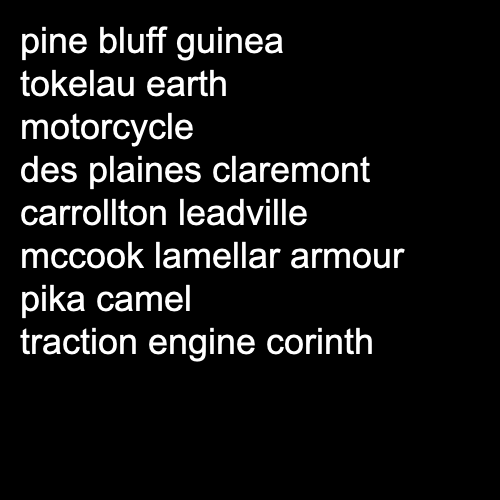 pine bluff guinea
tokelau earth
motorcycle
des plaines claremont
carrollton leadville
mccook lamellar armour
pika camel
traction engine corinth